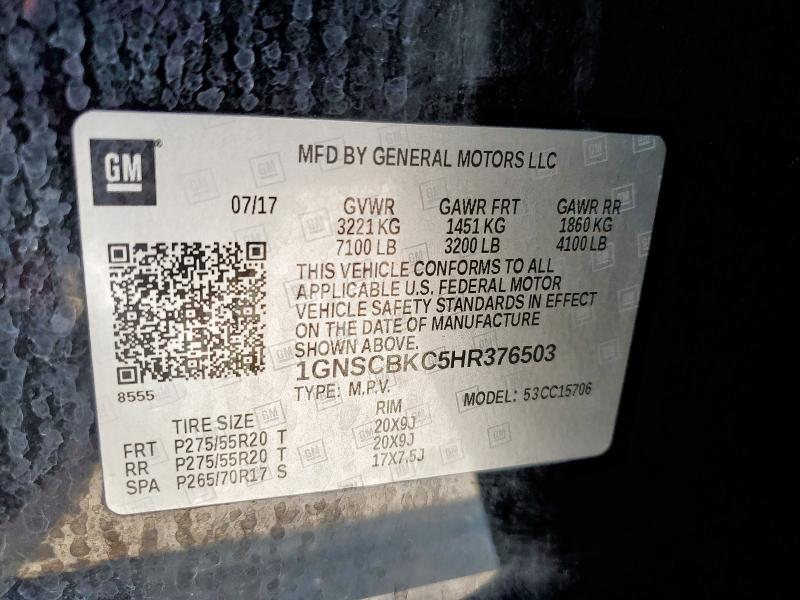 GM
MFD BY GENERAL MOTORS LLC
07/17 GVWR GAWR FRT GAWR RR
3221 KG 1451 KG 1860 KG
7100 LB 3200 LB 4100 LB
THIS VEHICLE CONFORMS TO ALL
APPLICABLE U.S. FEDERAL MOTOR
VEHICLE SAFETY STANDARDS IN EFFECT
ON THE DATE OF MANUFACTURE
SHOWN ABOVE.
1GNSCBKC5HR376503
8555 TYPE: M.P.V. MODEL: 53CC15706
TIRE SIZE RIM
FRT P275/55R20 T 20X9J
RR P275/55R20 T 20X9J
SPA P265/70R17 S 17X7.5J